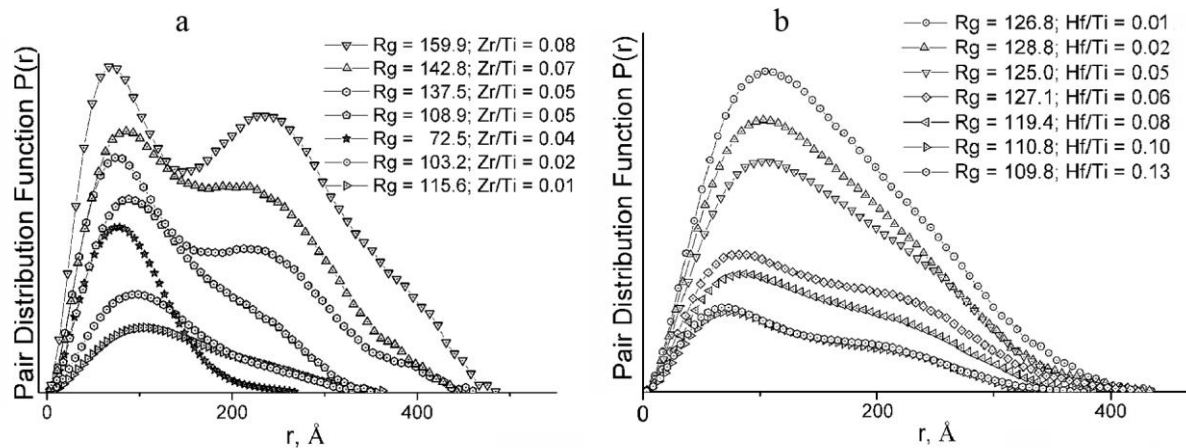 a
Pair Distribution Function P(r)
Rg = 159.9; Zr/Ti = 0.08
Rg = 142.8; Zr/Ti = 0.07
Rg = 137.5; Zr/Ti = 0.05
Rg = 108.9; Zr/Ti = 0.05
Rg = 72.5; Zr/Ti = 0.04
Rg = 103.2; Zr/Ti = 0.02
Rg = 115.6; Zr/Ti = 0.01
0 200 400
r, Å
b
Pair Distribution Function P(r)
Rg = 126.8; Hf/Ti = 0.01
Rg = 128.8; Hf/Ti = 0.02
Rg = 125.0; Hf/Ti = 0.05
Rg = 127.1; Hf/Ti = 0.06
Rg = 119.4; Hf/Ti = 0.08
Rg = 110.8; Hf/Ti = 0.10
Rg = 109.8; Hf/Ti = 0.13
0 200 400
r, Å